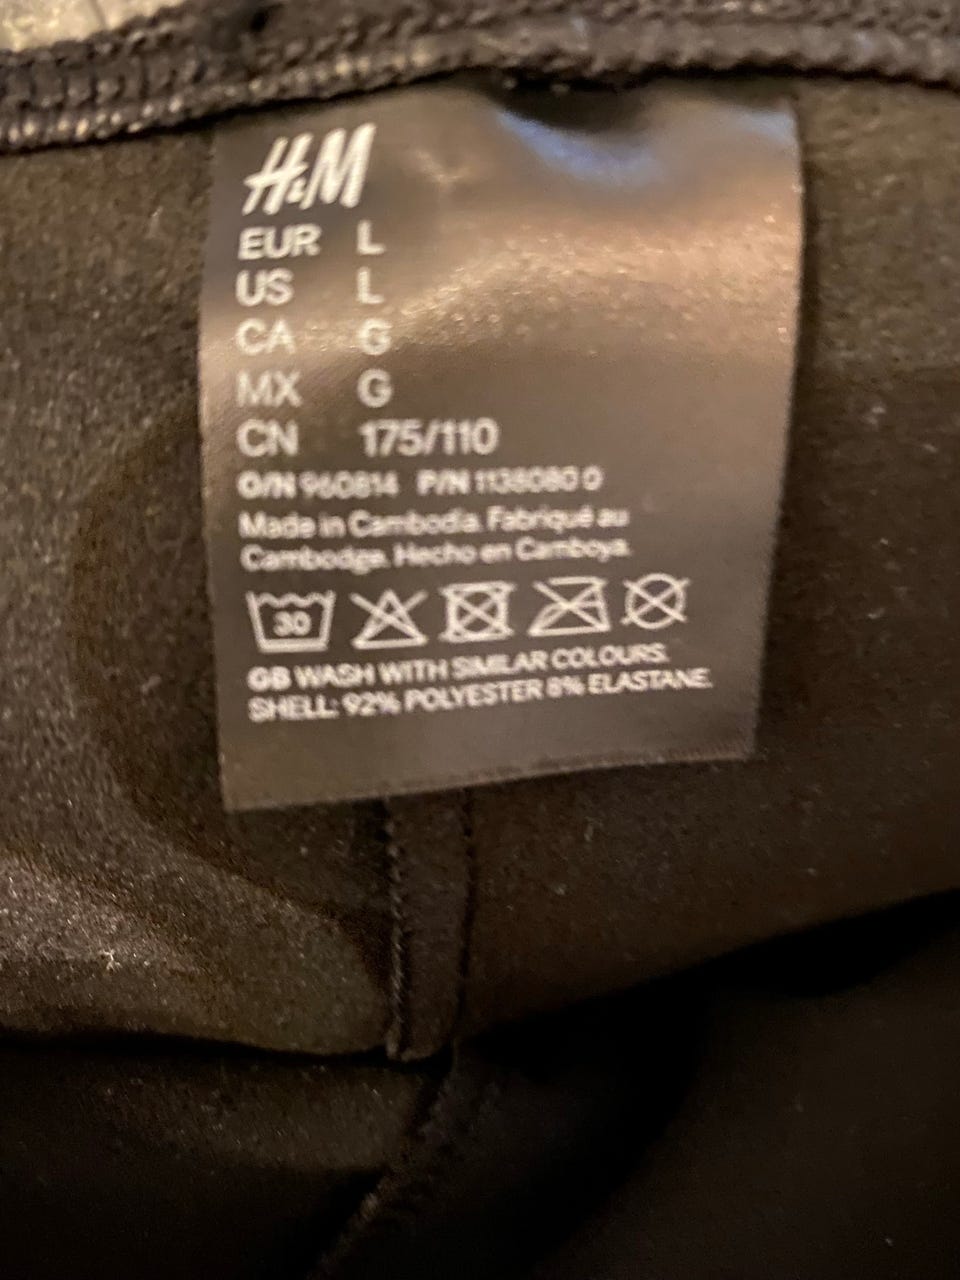 H&M
EUR L
US L
CA G
MX G
CN 175/110
O/N 960814 P/N 1138080 0
Made in Cambodia. Fabriqué au
Cambodge. Hecho en Camboya.
30
GB WASH WITH SIMILAR COLOURS.
SHELL: 92% POLYESTER 8% ELASTANE.